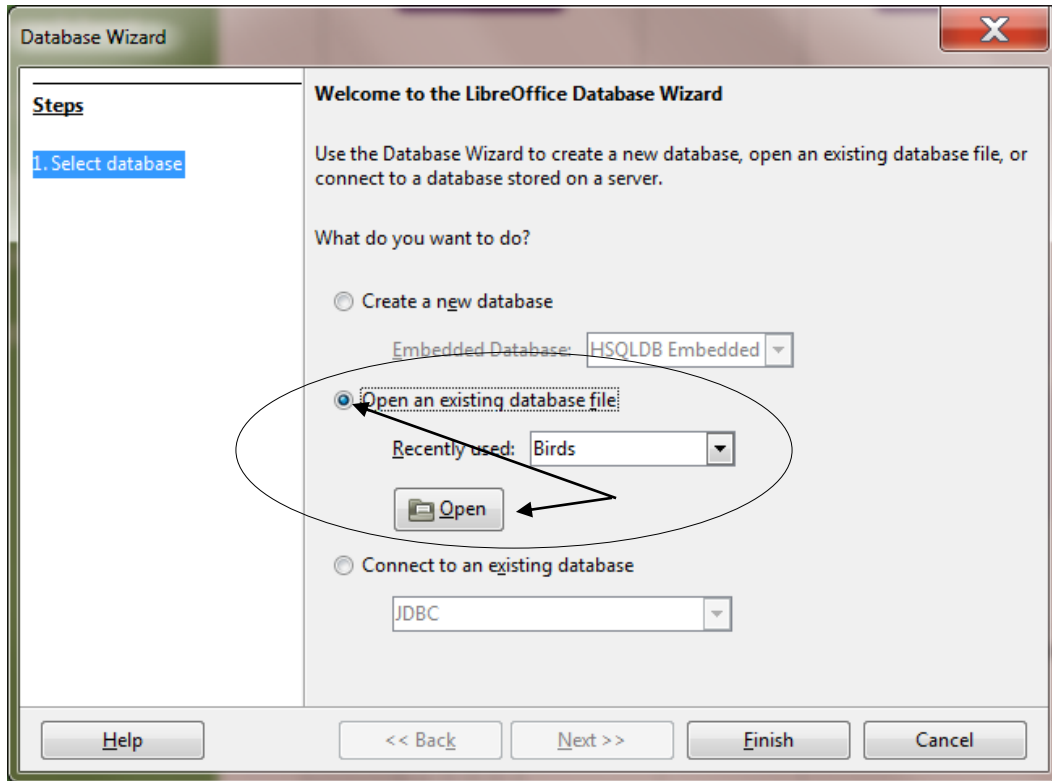 Database Wizard
Steps
1. Select database
Welcome to the LibreOffice Database Wizard
Use the Database Wizard to create a new database, open an existing database file, or
connect to a database stored on a server.
What do you want to do?
Create a new database
Embedded Database: HSQLDB Embedded
Open an existing database file
Recently used: Birds
Open
Connect to an existing database
JDBC
Help << Back Next >> Finish Cancel